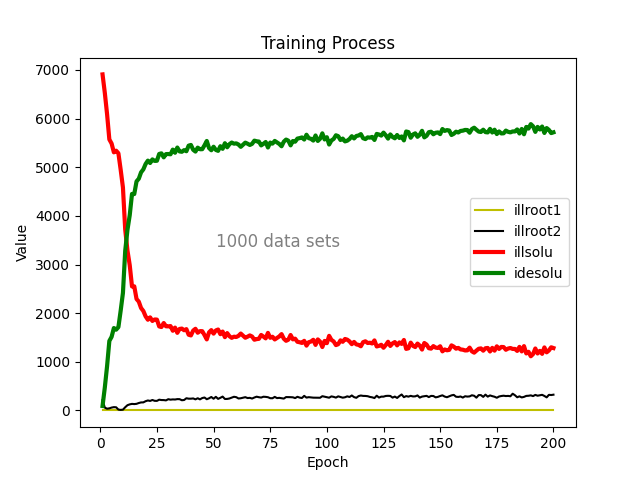 Training Process
7000
6000
5000
4000
3000
2000
1000
0
Value
1000 data sets
illroot1
illroot2
illsolu
idesolu
0 25 50 75 100 125 150 175 200
Epoch